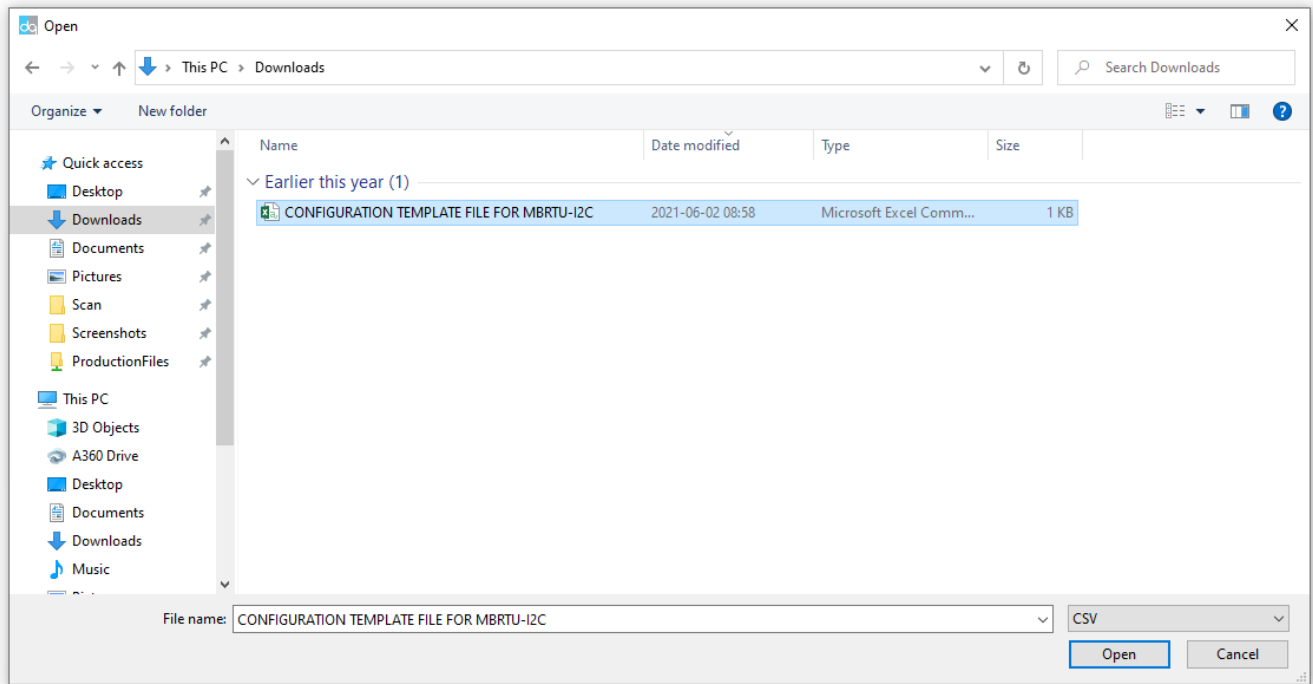 Open
This PC > Downloads
Search Downloads
Organize
New folder
Name
Date modified
Type
Size
Quick access
Desktop
Downloads
Documents
Pictures
Scan
Screenshots
ProductionFiles
This PC
3D Objects
A360 Drive
Desktop
Documents
Downloads
Music
Earlier this year (1)
CONFIGURATION TEMPLATE FILE FOR MBRTU-I2C 2021-06-02 08:58 Microsoft Excel Comm... 1 KB
File name: CONFIGURATION TEMPLATE FILE FOR MBRTU-I2C
CSV
Open
Cancel